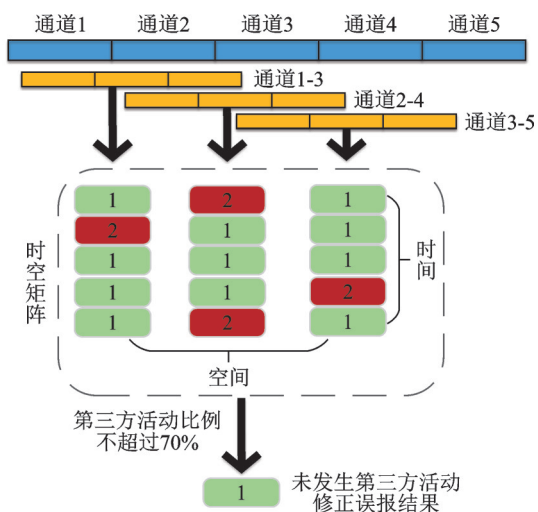 通道1 通道2 通道3 通道4 通道5
通道1-3
通道2-4
通道3-5
1 2 1
2 1 1
1 1 1
1 1 2
1 2 1
时空矩阵
时间
空间
第三方活动比例
不超过70%
1
未发生第三方活动
修正误报结果